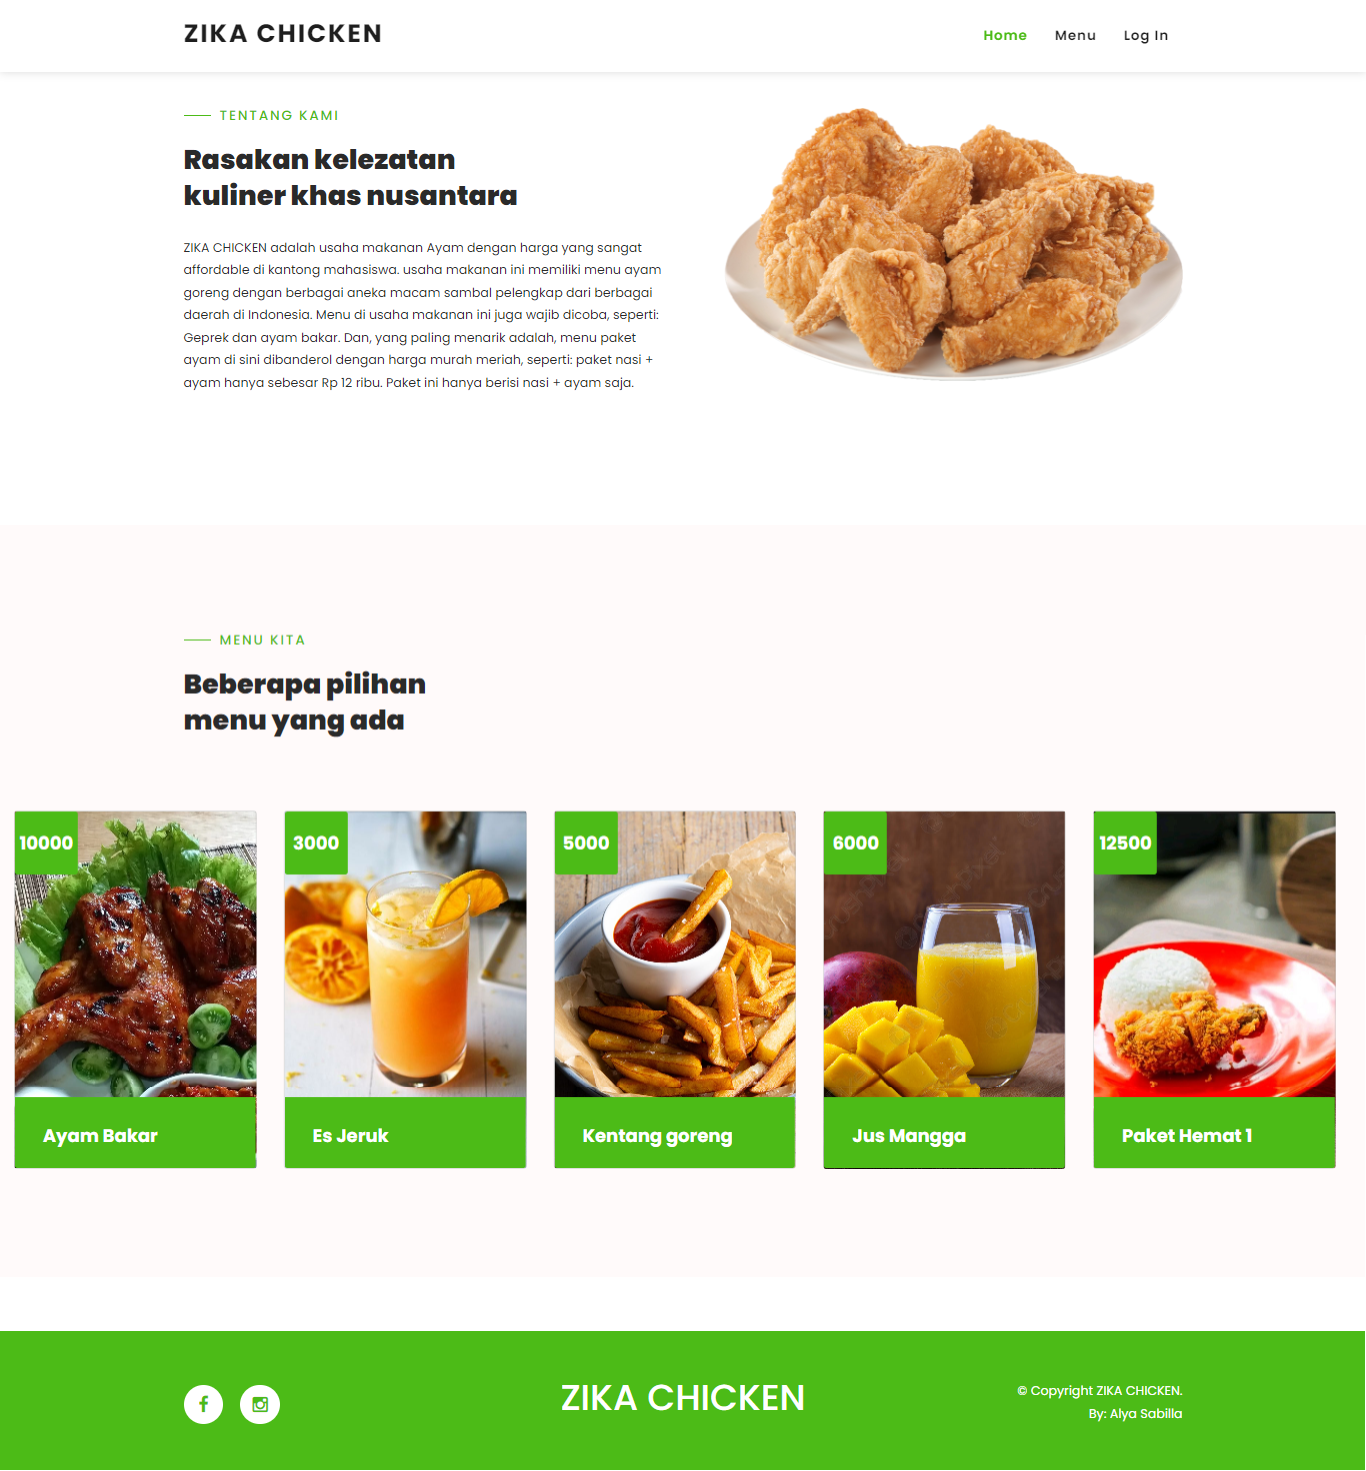 ZIKA CHICKEN
Home Menu Log In
TENTANG KAMI
Rasakan kelezatan
kuliner khas nusantara
ZIKA CHICKEN adalah usaha makanan Ayam dengan harga yang sangat
affordable di kantong mahasiswa. usaha makanan ini memiliki menu ayam
goreng dengan berbagai aneka macam sambal pelengkap dari berbagai
daerah di Indonesia. Menu di usaha makanan ini juga wajib dicoba, seperti:
Geprek dan ayam bakar. Dan, yang paling menarik adalah, menu paket
ayam di sini dibanderol dengan harga murah meriah, seperti: paket nasi +
ayam hanya sebesar Rp 12 ribu. Paket ini hanya berisi nasi + ayam saja.
MENU KITA
Beberapa pilihan
menu yang ada
10000
Ayam Bakar
3000
Es Jeruk
5000
Kentang goreng
6000
Jus Mangga
12500
Paket Hemat 1
ZIKA CHICKEN
© Copyright ZIKA CHICKEN.
By: Alya Sabilla